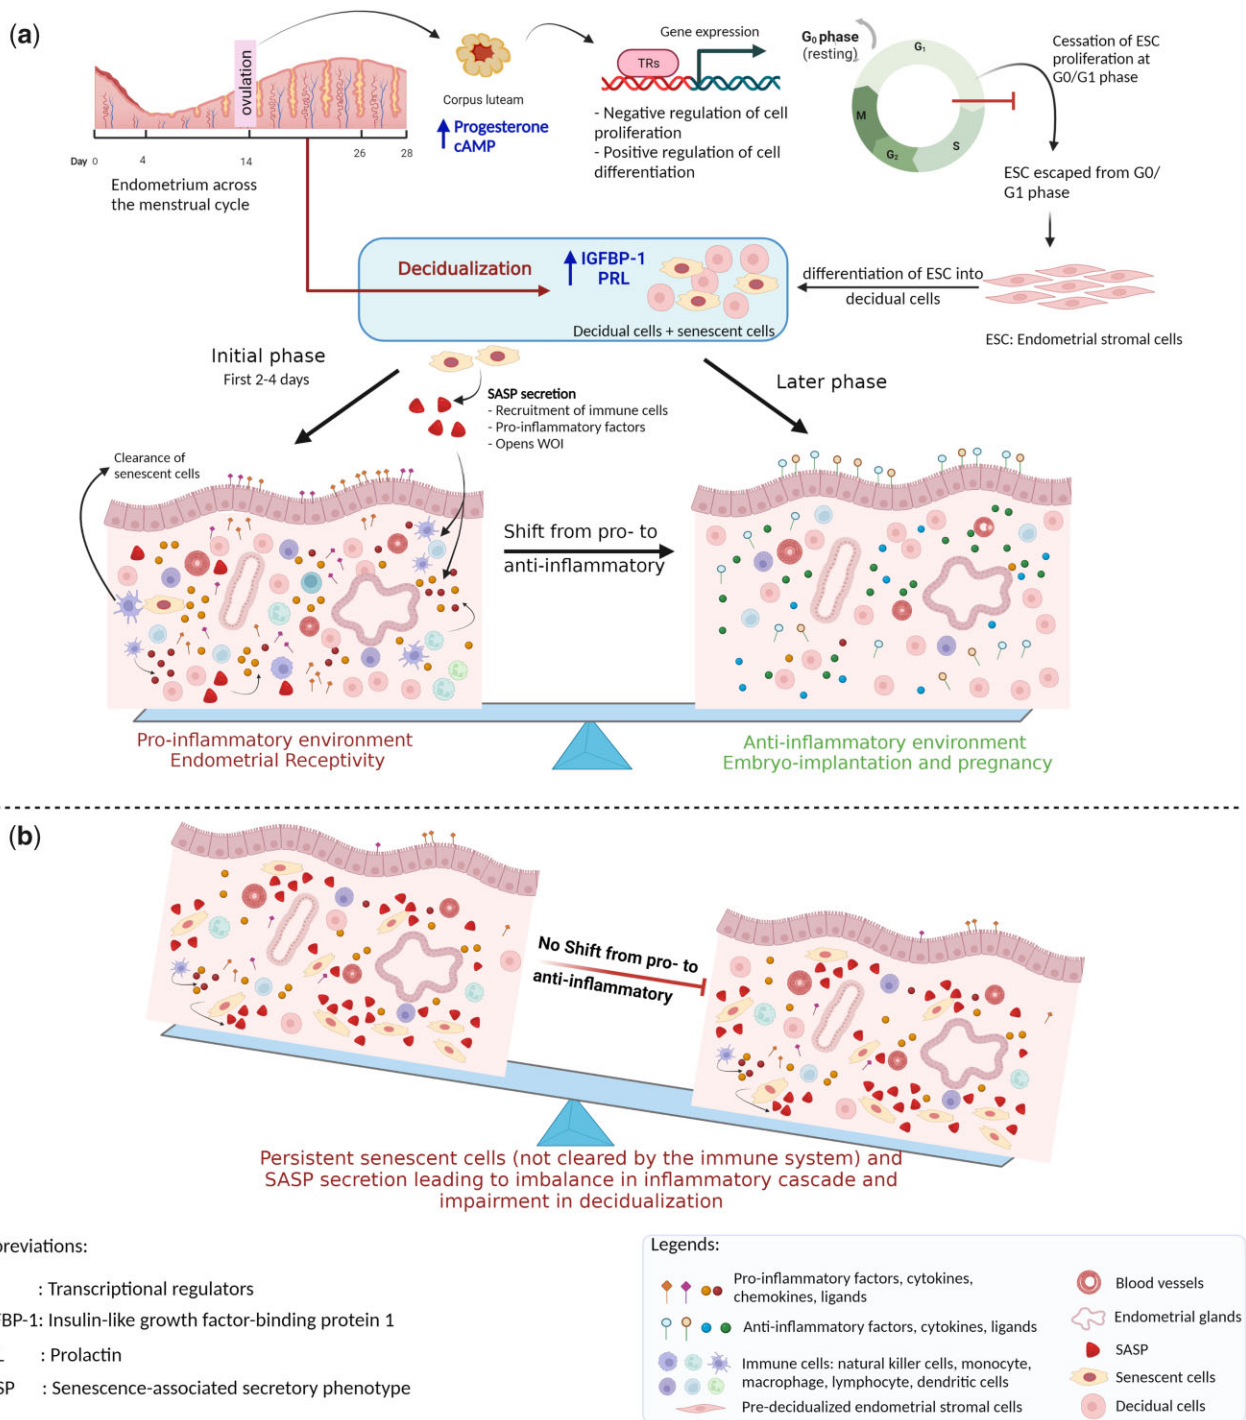 (a)
ovulation
Day 0 4 14 26 28
Endometrium across
the menstrual cycle
Corpus luteam
Progesterone
cAMP
TRs
Gene expression
- Negative regulation of cell
proliferation
- Positive regulation of cell
differentiation
G₀ phase
(resting)
G₁
S
G₂
M
Cessation of ESC
proliferation at
G0/G1 phase
ESC escaped from G0/
G1 phase
differentiation of ESC into
decidual cells
ESC: Endometrial stromal cells
Decidualization
IGFBP-1
PRL
Decidual cells + senescent cells
Initial phase
First 2-4 days
SASP secretion
- Recruitment of immune cells
- Pro-inflammatory factors
- Opens WOI
Later phase
Clearance of
senescent cells
Shift from pro- to
anti-inflammatory
Pro-inflammatory environment
Endometrial Receptivity
Anti-inflammatory environment
Embryo-implantation and pregnancy
(b)
No Shift from pro- to
anti-inflammatory
Persistent senescent cells (not cleared by the immune system) and
SASP secretion leading to imbalance in inflammatory cascade and
impairment in decidualization
reviations:
: Transcriptional regulators
FBP-1: Insulin-like growth factor-binding protein 1
L : Prolactin
SP : Senescence-associated secretory phenotype
Legends:
Pro-inflammatory factors, cytokines,
chemokines, ligands
Anti-inflammatory factors, cytokines, ligands
Immune cells: natural killer cells, monocyte,
macrophage, lymphocyte, dendritic cells
Pre-decidualized endometrial stromal cells
Blood vessels
Endometrial glands
SASP
Senescent cells
Decidual cells